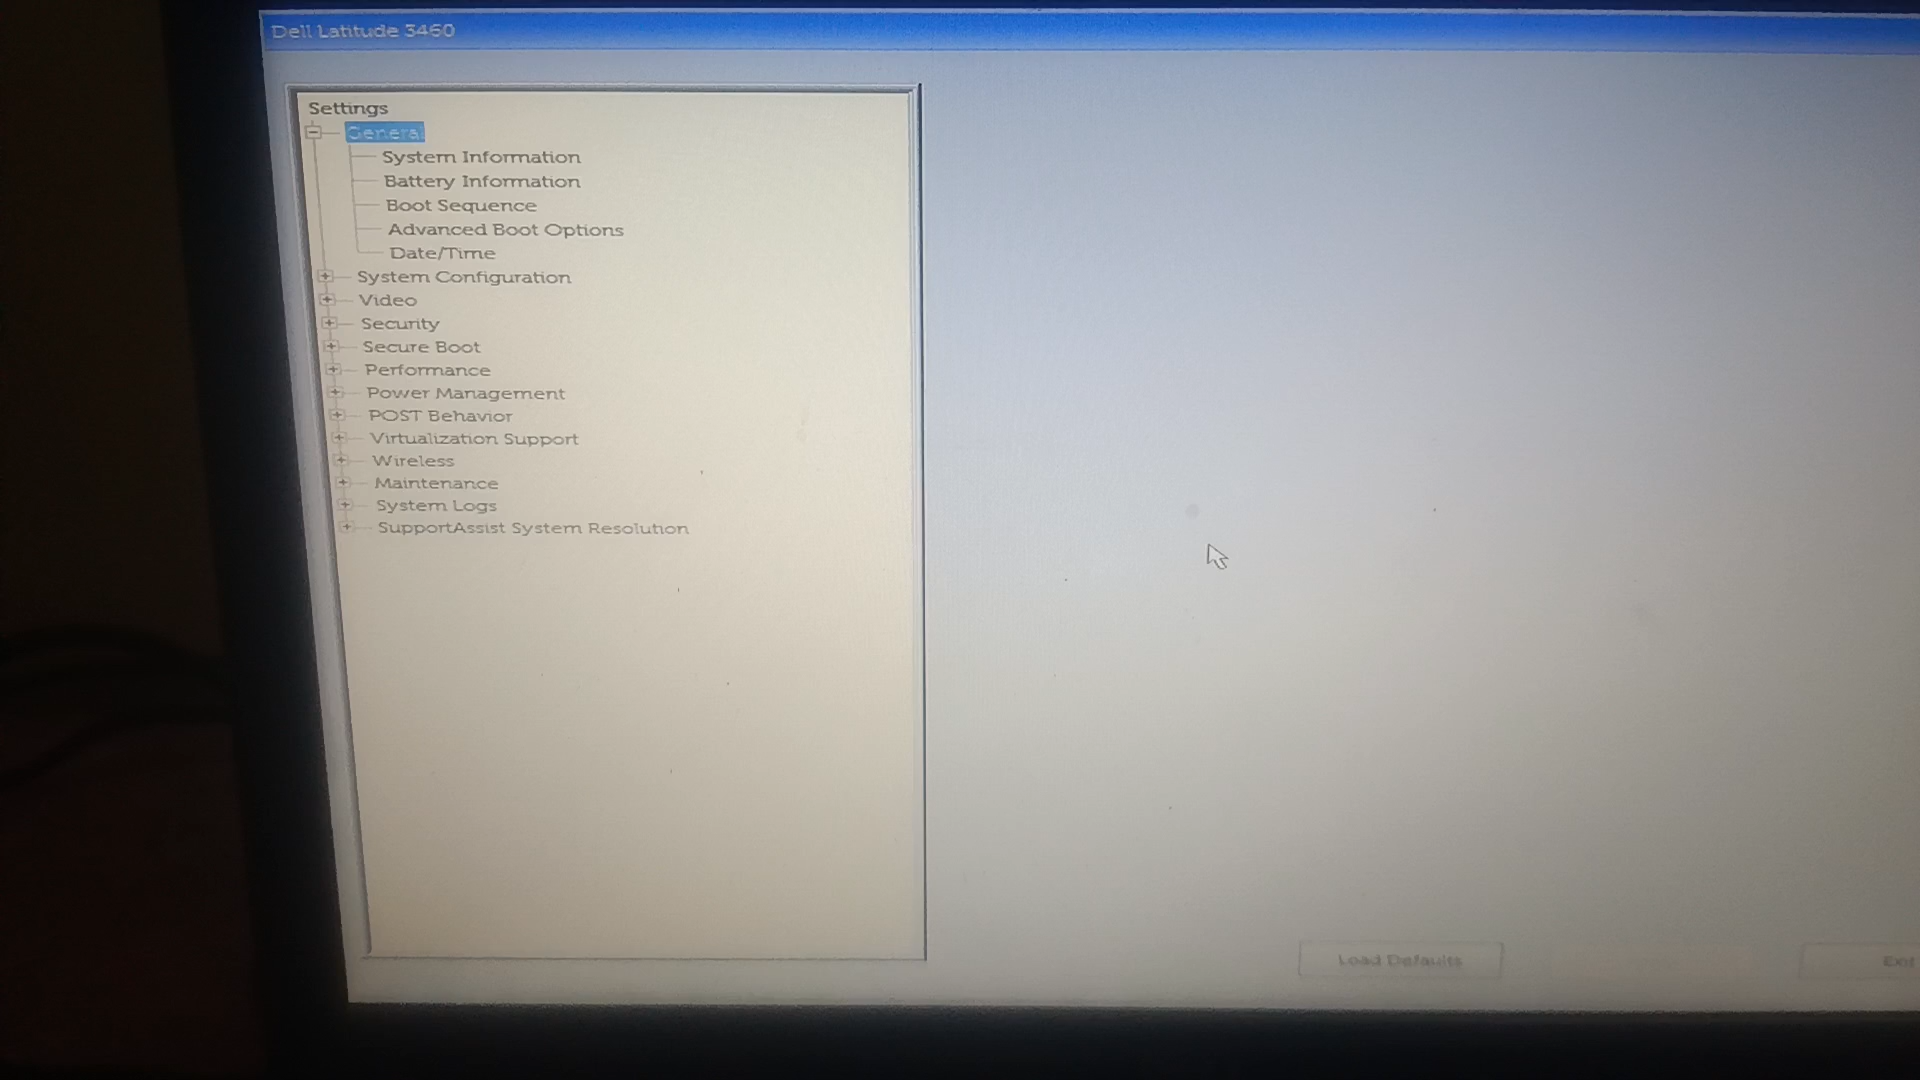 Dell Latitude 3460
Settings
General
System Information
Battery Information
Boot Sequence
Advanced Boot Options
Date/Time
System Configuration
Video
Security
Secure Boot
Performance
Power Management
POST Behavior
Virtualization Support
Wireless
Maintenance
System Logs
SupportAssist System Resolution
Load Defaults
Exit